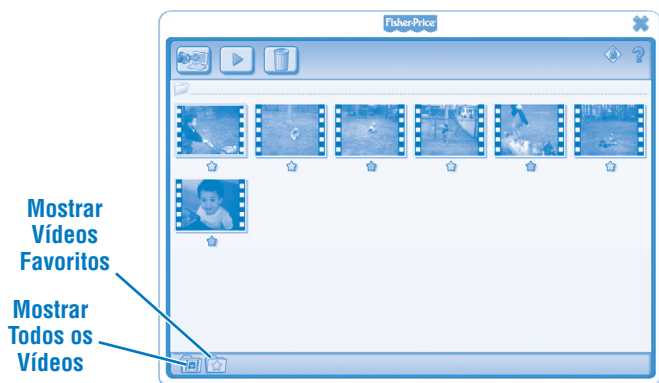 Fisher-Price
?
Mostrar
Vídeos
Favoritos
Mostrar
Todos os
Vídeos